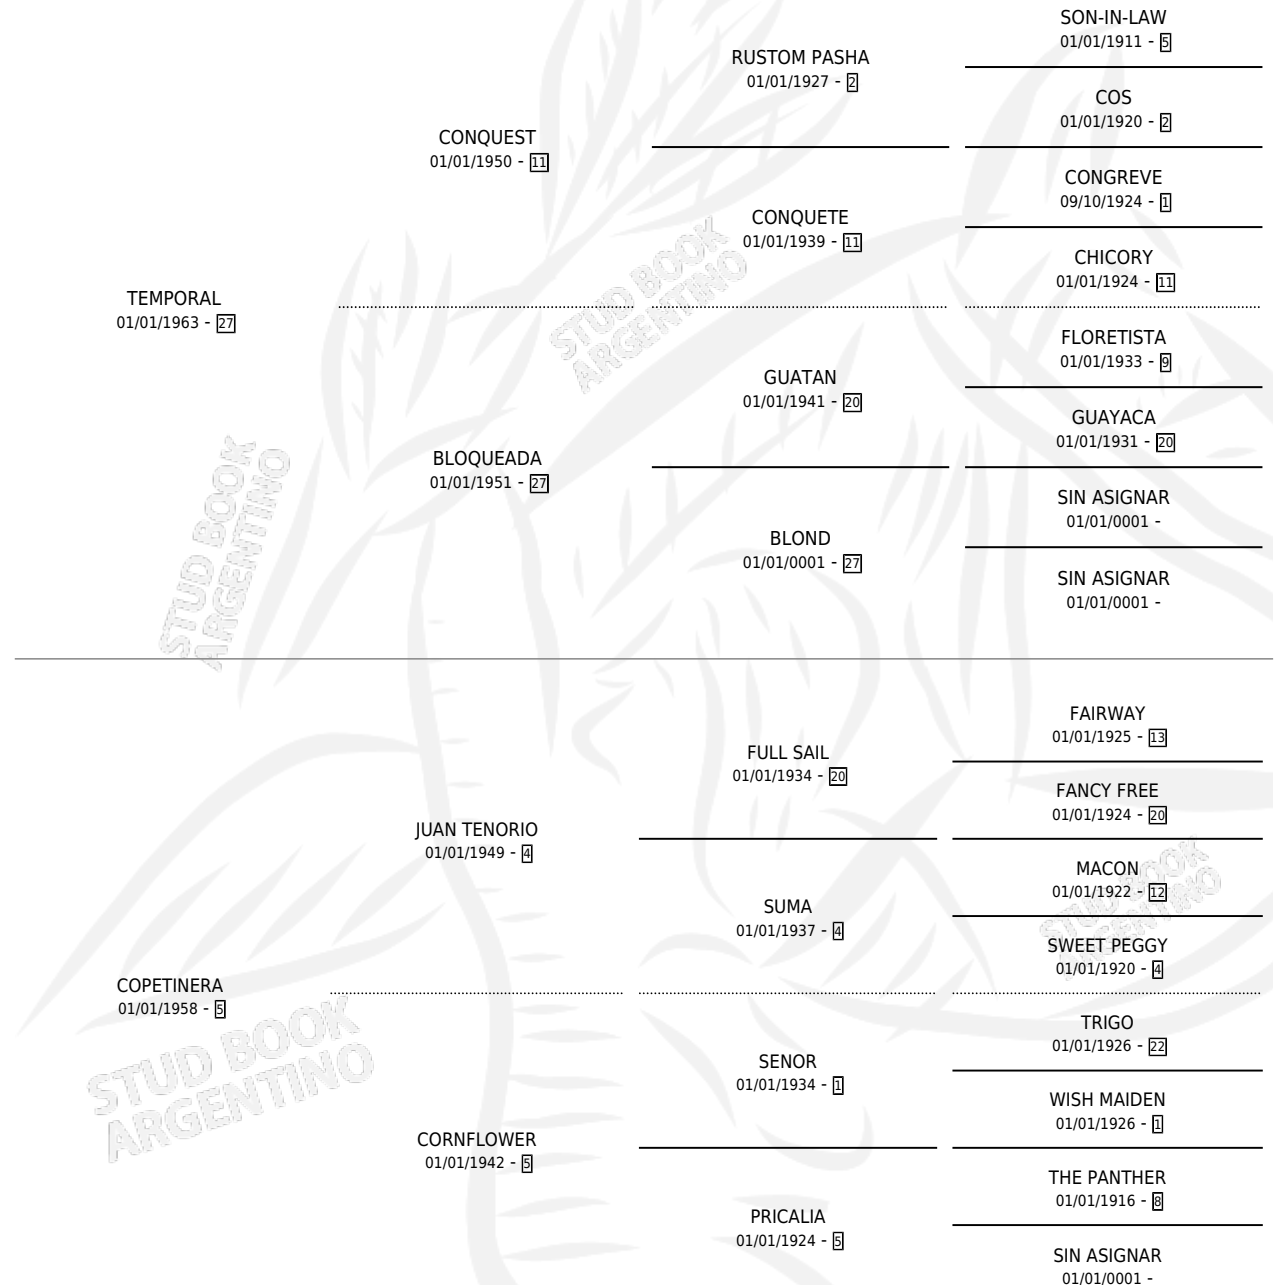 SON-IN-LAW
01/01/1911 - 5
RUSTOM PASHA
01/01/1927 - 2
COS
01/01/1920 - 2
CONQUEST
01/01/1950 - 11
CONGREVE
09/10/1924 - 1
CONQUETE
01/01/1939 - 11
CHICORY
01/01/1924 - 11
TEMPORAL
01/01/1963 - 27
FLORETISTA
01/01/1933 - 9
GUATAN
01/01/1941 - 20
GUAYACA
01/01/1931 - 20
BLOQUEADA
01/01/1951 - 27
SIN ASIGNAR
01/01/0001 -
BLOND
01/01/0001 - 27
SIN ASIGNAR
01/01/0001 -
STUD BOOK
ARGENTINO
STUD BOOK
ARGENTINO
FAIRWAY
01/01/1925 - 13
FULL SAIL
01/01/1934 - 20
FANCY FREE
01/01/1924 - 20
JUAN TENORIO
01/01/1949 - 4
MACON
01/01/1922 - 12
SUMA
01/01/1937 - 4
SWEET PEGGY
01/01/1920 - 4
COPETINERA
01/01/1958 - 5
TRIGO
01/01/1926 - 22
SENOR
01/01/1934 - 1
WISH MAIDEN
01/01/1926 - 1
CORNFLOWER
01/01/1942 - 5
THE PANTHER
01/01/1916 - 8
PRICALIA
01/01/1924 - 5
SIN ASIGNAR
01/01/0001 -
STUD BOOK
ARGENTINO
STUD BOOK
ARGENTINO